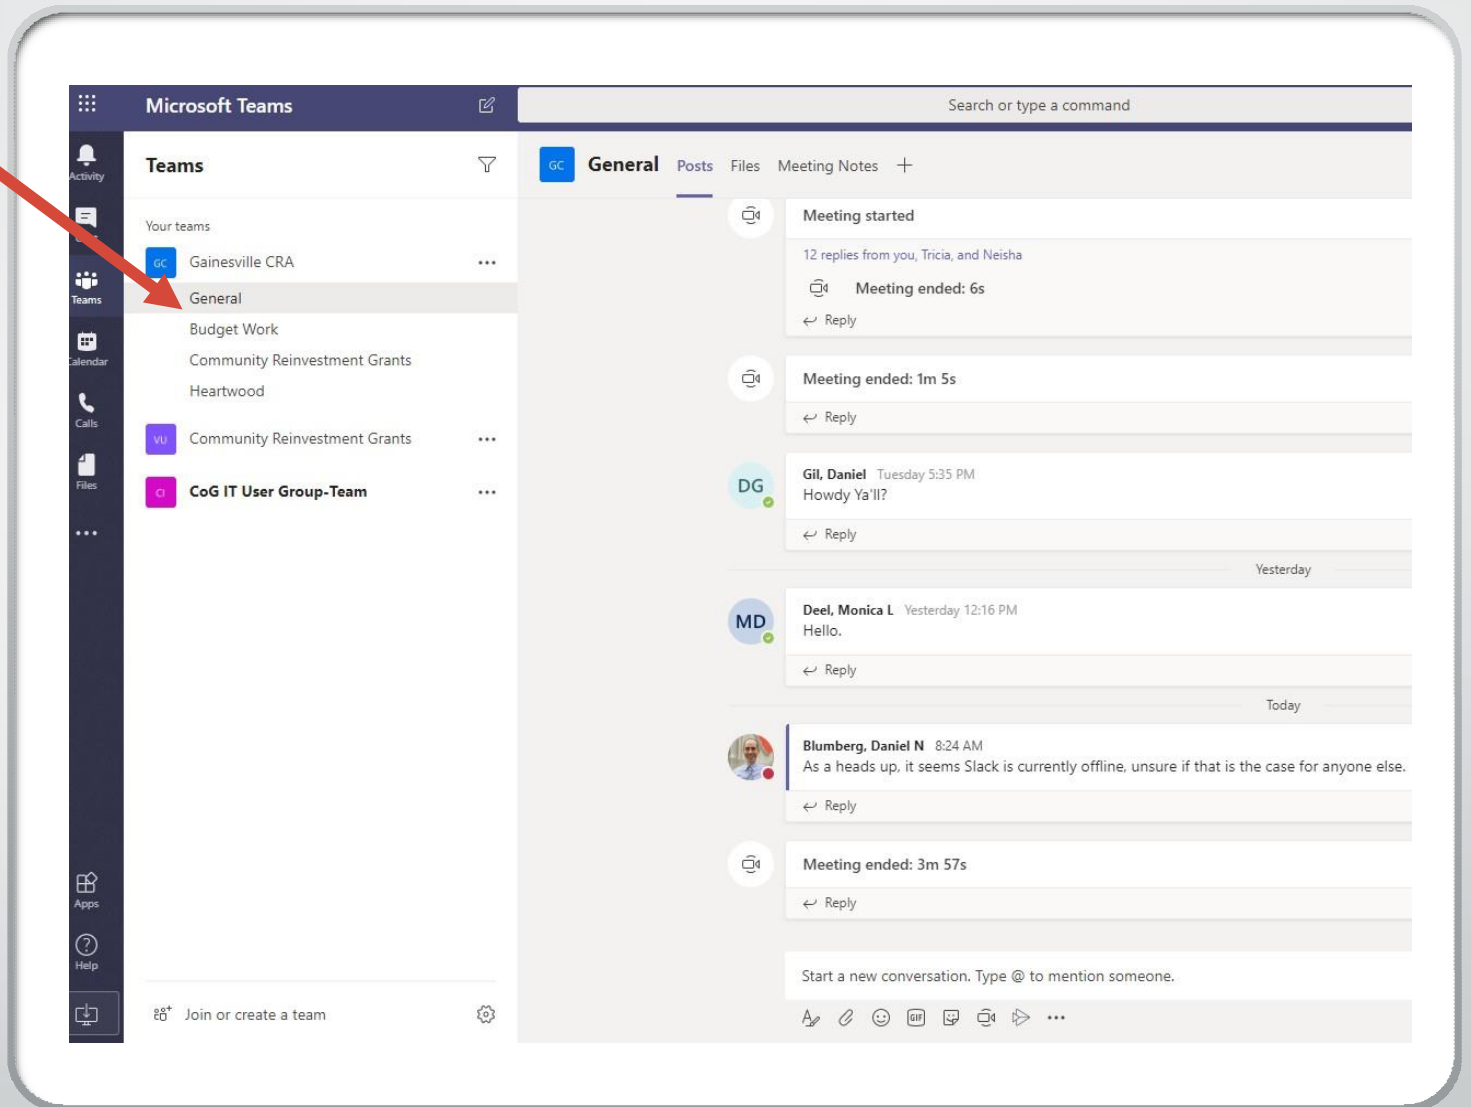 Microsoft Teams
Search or type a command
Activity
Teams
Calendar
Calls
Files
Apps
Help
Teams
Your teams
GC Gainesville CRA
General
Budget Work
Community Reinvestment Grants
Heartwood
VU Community Reinvestment Grants
CI CoG IT User Group-Team
Join or create a team
GC General Posts Files Meeting Notes
Meeting started
12 replies from you, Tricia, and Neisha
Meeting ended: 6s
Reply
Meeting ended: 1m 5s
Reply
DG
Gil, Daniel Tuesday 5:35 PM
Howdy Ya'll?
Reply
Yesterday
MD
Deel, Monica L Yesterday 12:16 PM
Hello.
Reply
Today
Blumberg, Daniel N 8:24 AM
As a heads up, it seems Slack is currently offline, unsure if that is the case for anyone else.
Reply
Meeting ended: 3m 57s
Reply
Start a new conversation. Type @ to mention someone.
GIF